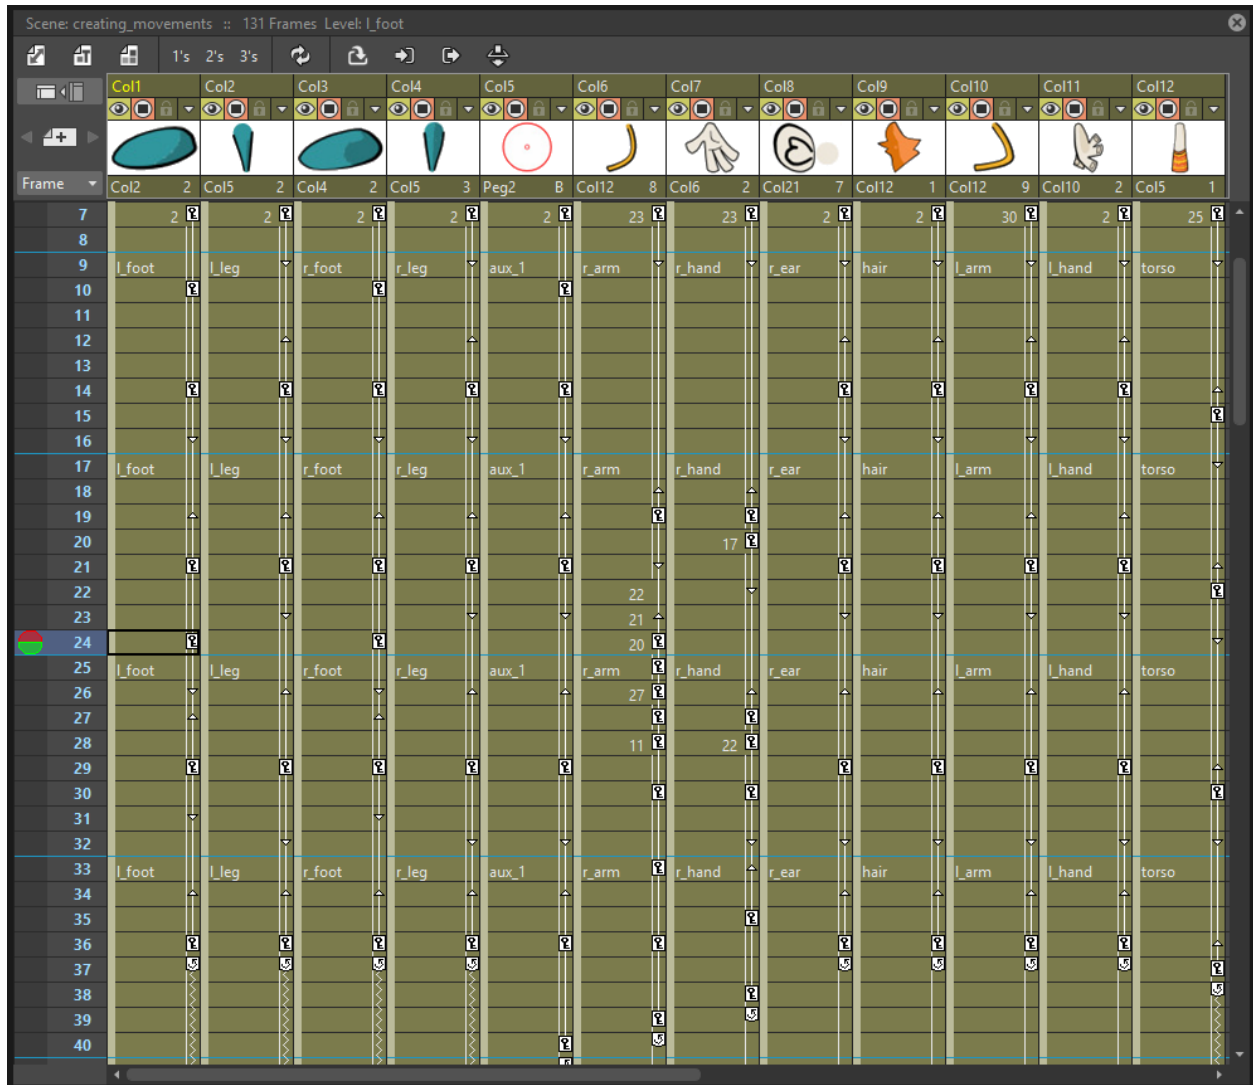 Scene: creating_movements :: 131 Frames Level: l_foot
1's 2's 3's
Col1 Col2 Col3 Col4 Col5 Col6 Col7 Col8 Col9 Col10 Col11 Col12
Frame Col2 2 Col5 2 Col4 2 Col5 3 Peg2 B Col12 8 Col6 2 Col21 7 Col12 1 Col12 9 Col10 2 Col5 1
7 2 2 2 2 2 23 23 2 2 30 2 25
8
9 l_foot l_leg r_foot r_leg aux_1 r_arm r_hand r_ear hair l_arm l_hand torso
10
11
12
13
14
15
16
17 l_foot l_leg r_foot r_leg aux_1 r_arm r_hand r_ear hair l_arm l_hand torso
18
19
20 17
21
22 22
23 21
24 20
25 l_foot l_leg r_foot r_leg aux_1 r_arm r_hand r_ear hair l_arm l_hand torso
26 27
27
28 11 22
29
30
31
32
33 l_foot l_leg r_foot r_leg aux_1 r_arm r_hand r_ear hair l_arm l_hand torso
34
35
36
37
38
39
40